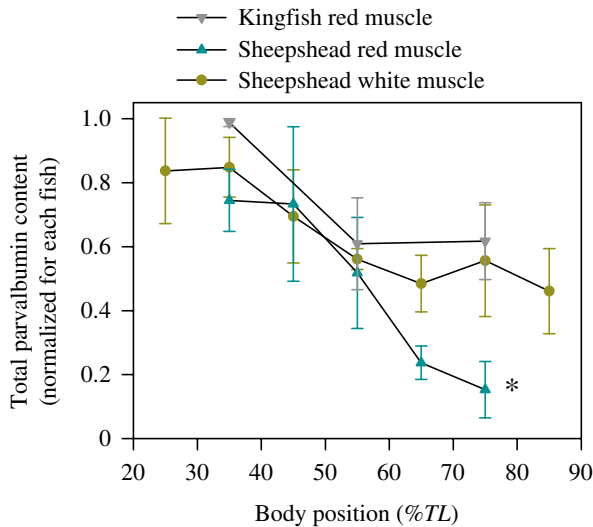 Kingfish red muscle
Sheepshead red muscle
Sheepshead white muscle
Total parvalbumin content
(normalized for each fish)
1.0
0.8
0.6
0.4
0.2
0
*
20 30 40 50 60 70 80 90
Body position (%TL)